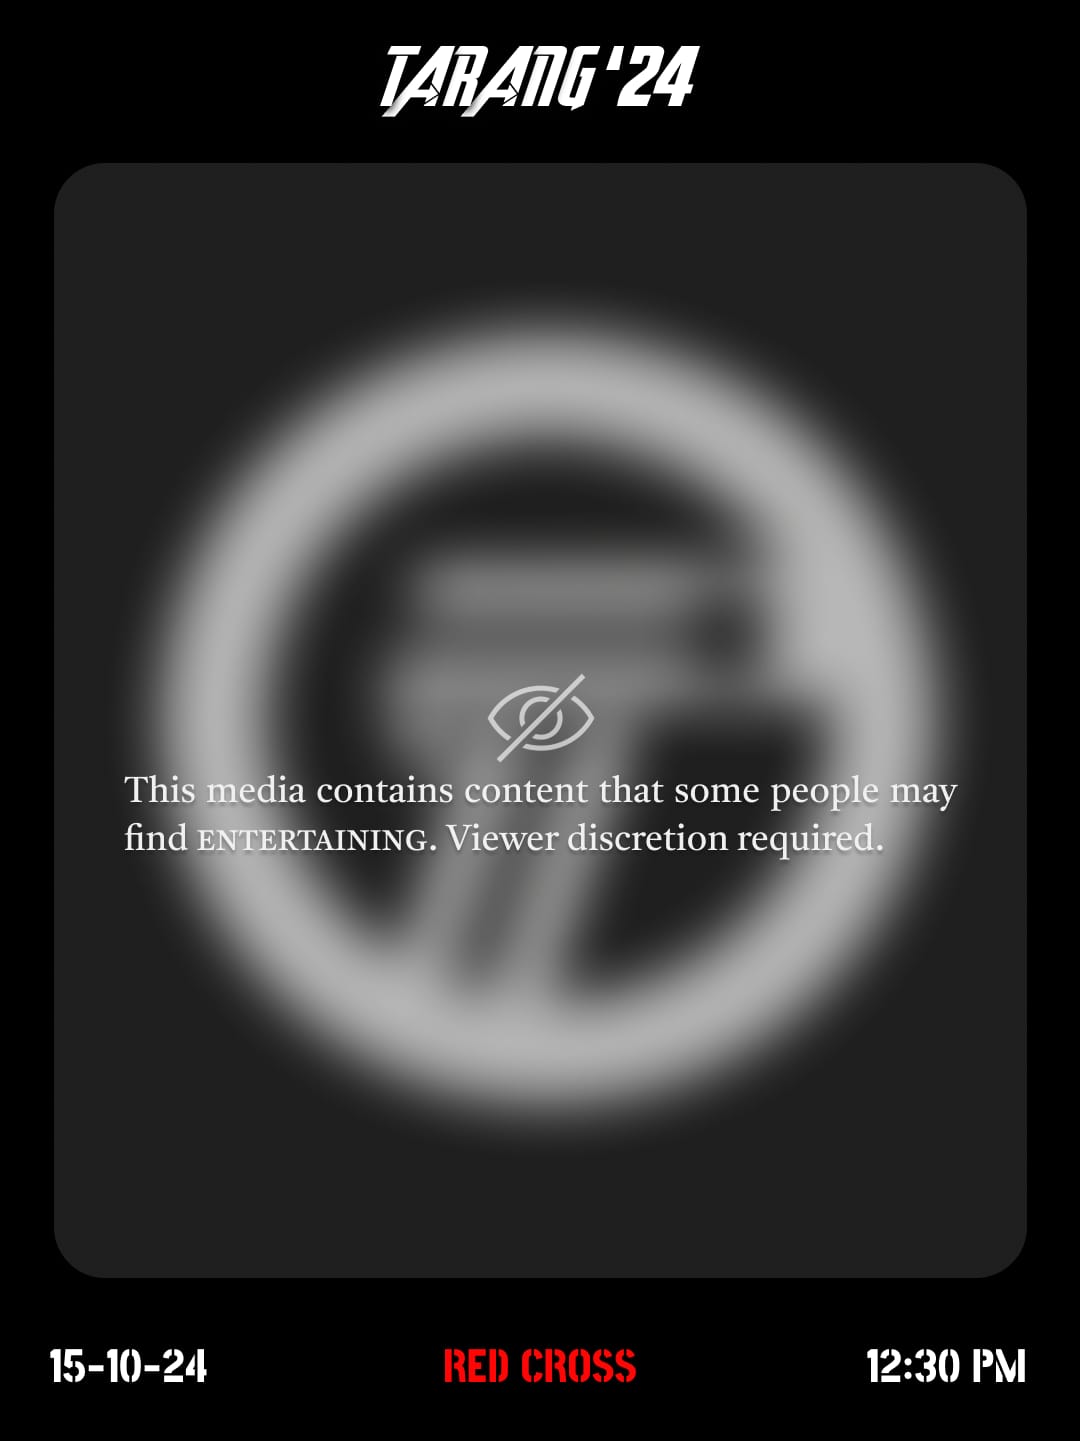 TARANG '24
This media contains content that some people may
find ENTERTAINING. Viewer discretion required.
15-10-24
RED CROSS
12:30 PM